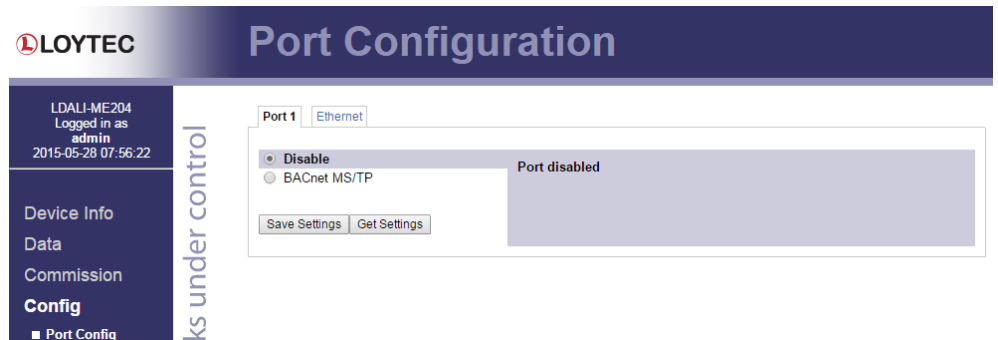 LOYTEC
Port Configuration
LDALI-ME204
Logged in as
admin
2015-05-28 07:56:22
Device Info
Data
Commission
Config
Port Config
ks under control
Port 1 Ethernet
Disable
BACnet MS/TP
Save Settings Get Settings
Port disabled